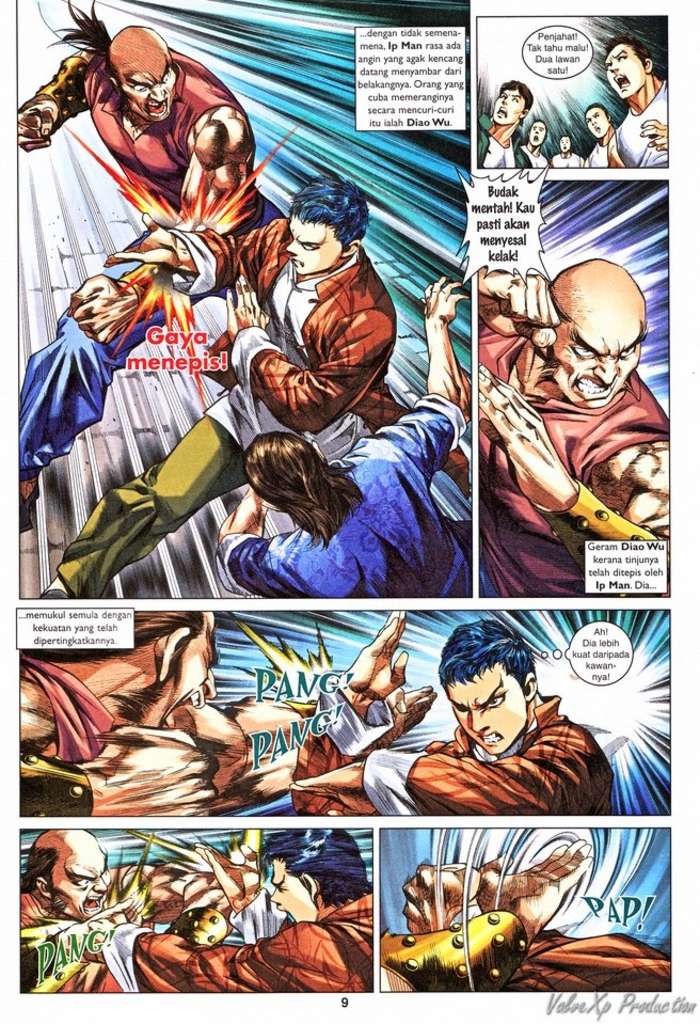 ...dengan tidak semena-
mena, Ip Man rasa ada
angin yang agak kencang
datang menyambar dari
belakangnya. Orang yang
cuba memeranginya
secara mencuri-curi
itu ialah Diao Wu.
Penjahat!
Tak tahu malu!
Dua lawan
satu!
Budak
mentah! Kau
pasti akan
menyesal
kelak!
Gaya
menepis!
Geram Diao Wu
kerana tinjunya
telah ditepis oleh
Ip Man. Dia...
...memukul semula dengan
kekuatan yang telah
dipertingkatkannya.
PANG!
PANG!
Ah!
Dia lebih
kuat daripada
kawan-
nya!
PANG!
PAP!
9
ValveXp Production